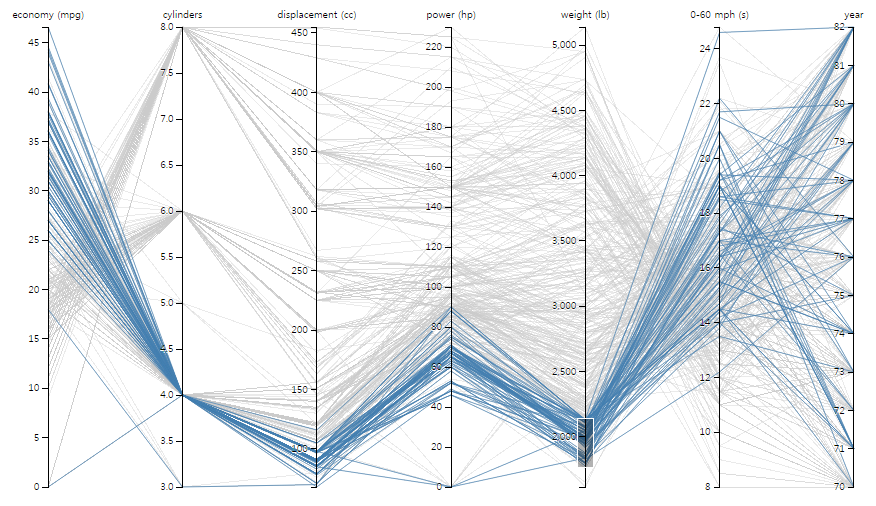 economy (mpg) cylinders displacement (cc) power (hp) weight (lb) 0-60 mph (s) year
45 40 35 30 25 20 15 10 5 0
8.0 7.5 7.0 6.5 6.0 5.5 5.0 4.5 4.0 3.5 3.0
450 400 350 300 250 200 150 100
220 200 180 160 140 120 100 80 60 40 20 0
5,000 4,500 4,000 3,500 3,000 2,500 2,000
24 22 20 18 16 14 12 10 8
82 81 80 79 78 77 76 75 74 73 72 71 70